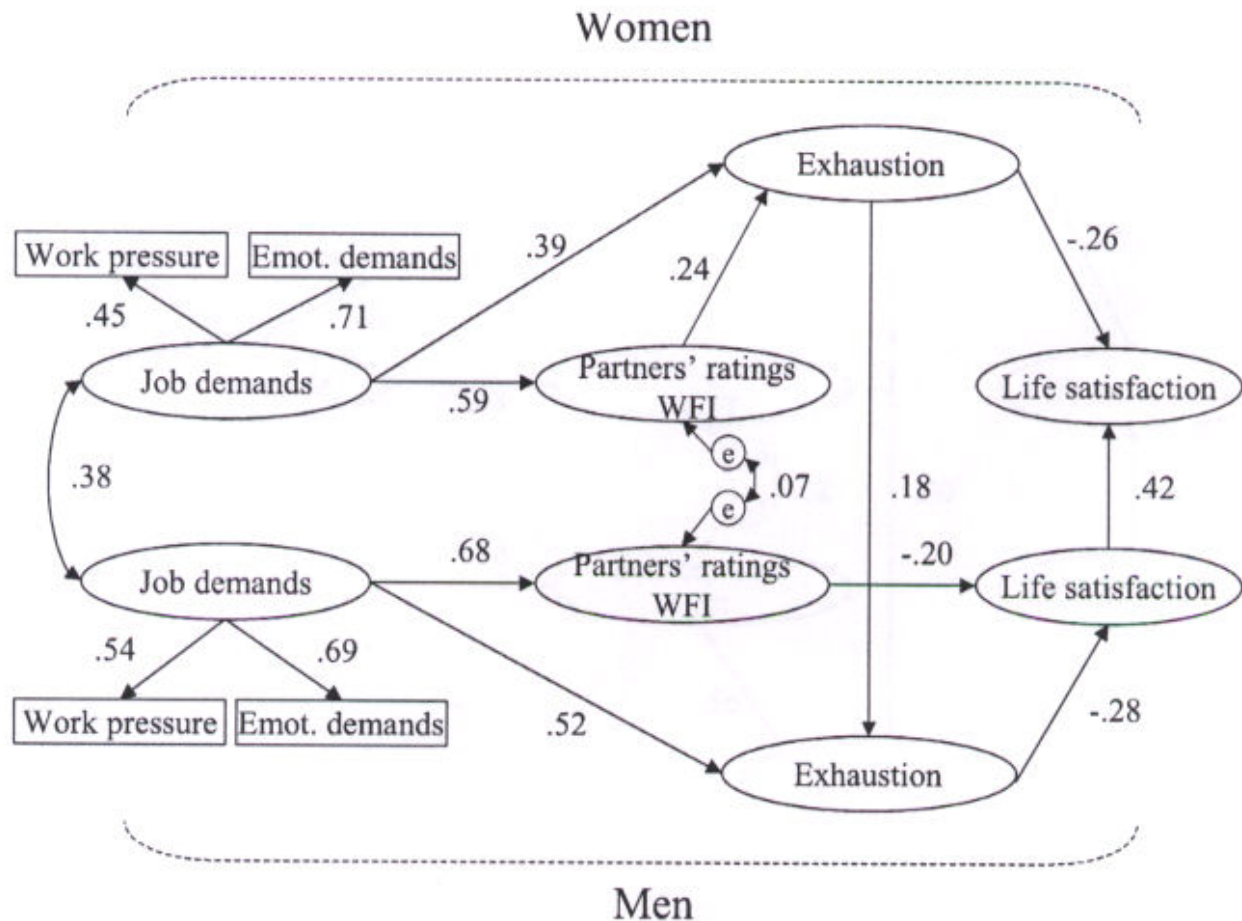 Women
Exhaustion
Work pressure
Emot. demands
.39
-.26
.24
.45
.71
Job demands
.59
Partners' ratings
WFI
Life satisfaction
e
.38
.07
.18
.42
e
Job demands
.68
Partners' ratings
WFI
-.20
Life satisfaction
.54
.69
Work pressure
Emot. demands
.52
-.28
Exhaustion
Men